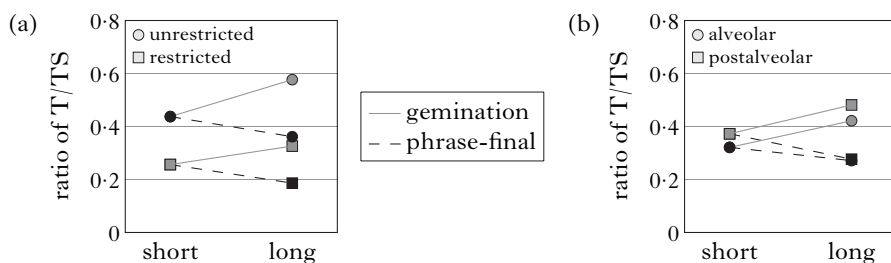 (a)
ratio of T/TS
0·8
0·6
0·4
0·2
0
unrestricted
restricted
short
long
gemination
phrase-final
(b)
ratio of T/TS
0·8
0·6
0·4
0·2
0
alveolar
postalveolar
short
long